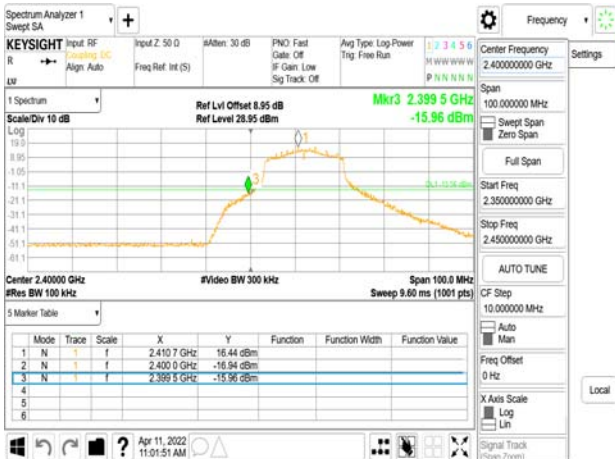 Spectrum Analyzer 1
Swept SA
Frequency
KEYSIGHT
Input: RF
Coupling: DC
Align: Auto
Input Z: 50 Ω
Freq Ref: Int (S)
#Atten: 30 dB
PNO: Fast
Gate: Off
IF Gain: Low
Sig Track: Off
Avg Type: Log-Power
Trig: Free Run
1 2 3 4 5 6
M W W W W W
P N N N N N
R
LW
1 Spectrum
Scale/Div 10 dB
Ref Lvl Offset 8.95 dB
Ref Level 28.95 dBm
Mkr3 2.399 5 GHz
-15.96 dBm
Log
19.0
8.95
-1.05
-11.1
-21.1
-31.1
-41.1
-51.1
-61.1
1
3
Center 2.40000 GHz
#Video BW 300 kHz
Span 100.0 MHz
#Res BW 100 kHz
Sweep 9.60 ms (1001 pts)
5 Marker Table
Mode Trace Scale X Y Function Function Width Function Value
1 N 1 f 2.410 7 GHz 16.44 dBm
2 N 1 f 2.400 0 GHz -16.94 dBm
3 N 1 f 2.399 5 GHz -15.96 dBm
4
5
6
Apr 11, 2022
11:01:51 AM
Center Frequency
2.400000000 GHz
Settings
Span
100.000000 MHz
Swept Span
Zero Span
Full Span
Start Freq
2.350000000 GHz
Stop Freq
2.450000000 GHz
AUTO TUNE
CF Step
10.000000 MHz
Auto
Man
Freq Offset
0 Hz
X Axis Scale
Log
Lin
Local
Signal Track
(Span Zoom)